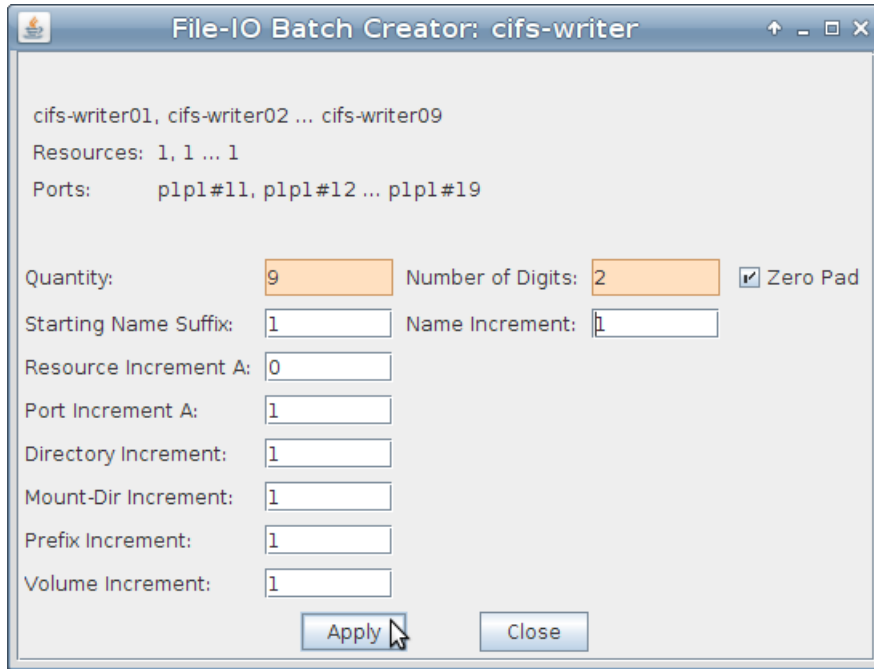 File-IO Batch Creator: cifs-writer
cifs-writer01, cifs-writer02 ... cifs-writer09
Resources: 1, 1 ... 1
Ports: p1p1#11, p1p1#12 ... p1p1#19
Quantity: 9 Number of Digits: 2 Zero Pad
Starting Name Suffix: 1 Name Increment: 1
Resource Increment A: 0
Port Increment A: 1
Directory Increment: 1
Mount-Dir Increment: 1
Prefix Increment: 1
Volume Increment: 1
Apply Close